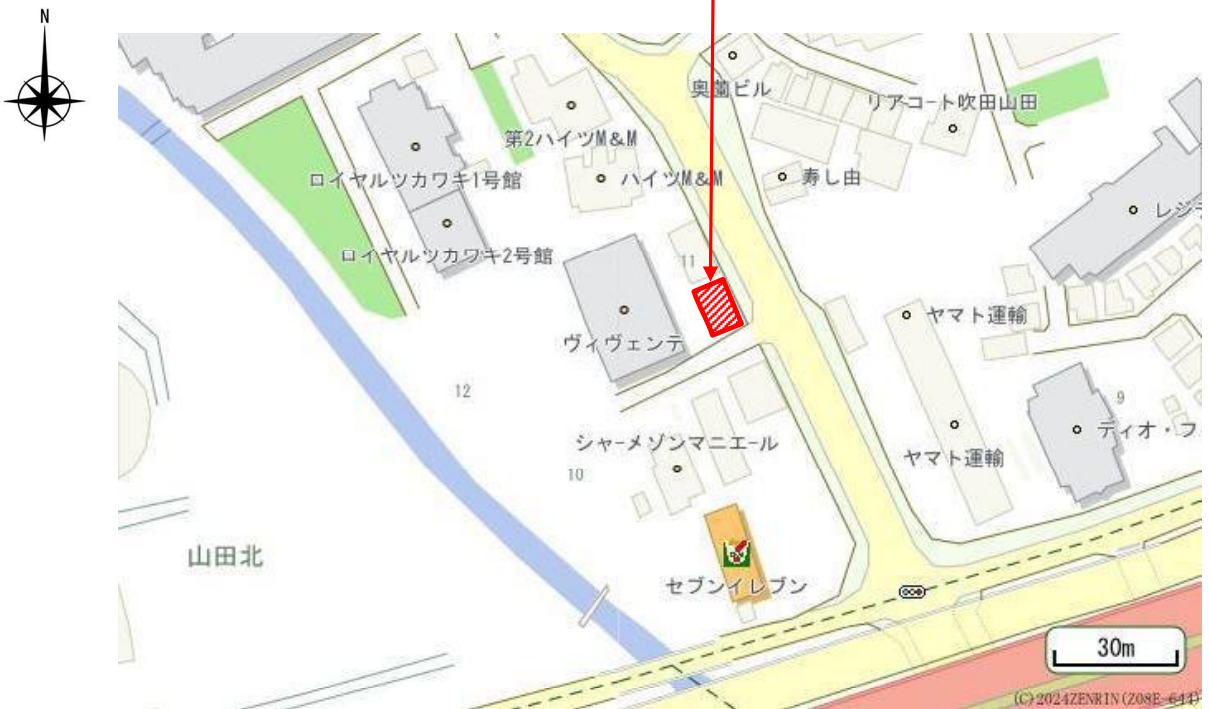 N
奥薗ビル
リアコート吹田山田
第2ハイツM&M
ロイヤルツカワキ1号館
ハイツM&M
寿し由
レジデ
ロイヤルツカワキ2号館
11
ヤマト運輸
ヴィヴェンテ
12
9
シャーメゾンマニエール
ティオ・フ
ヤマト運輸
10
山田北
セブンイレブン
30m
(C)2024ZENRIN(Z08E-644)